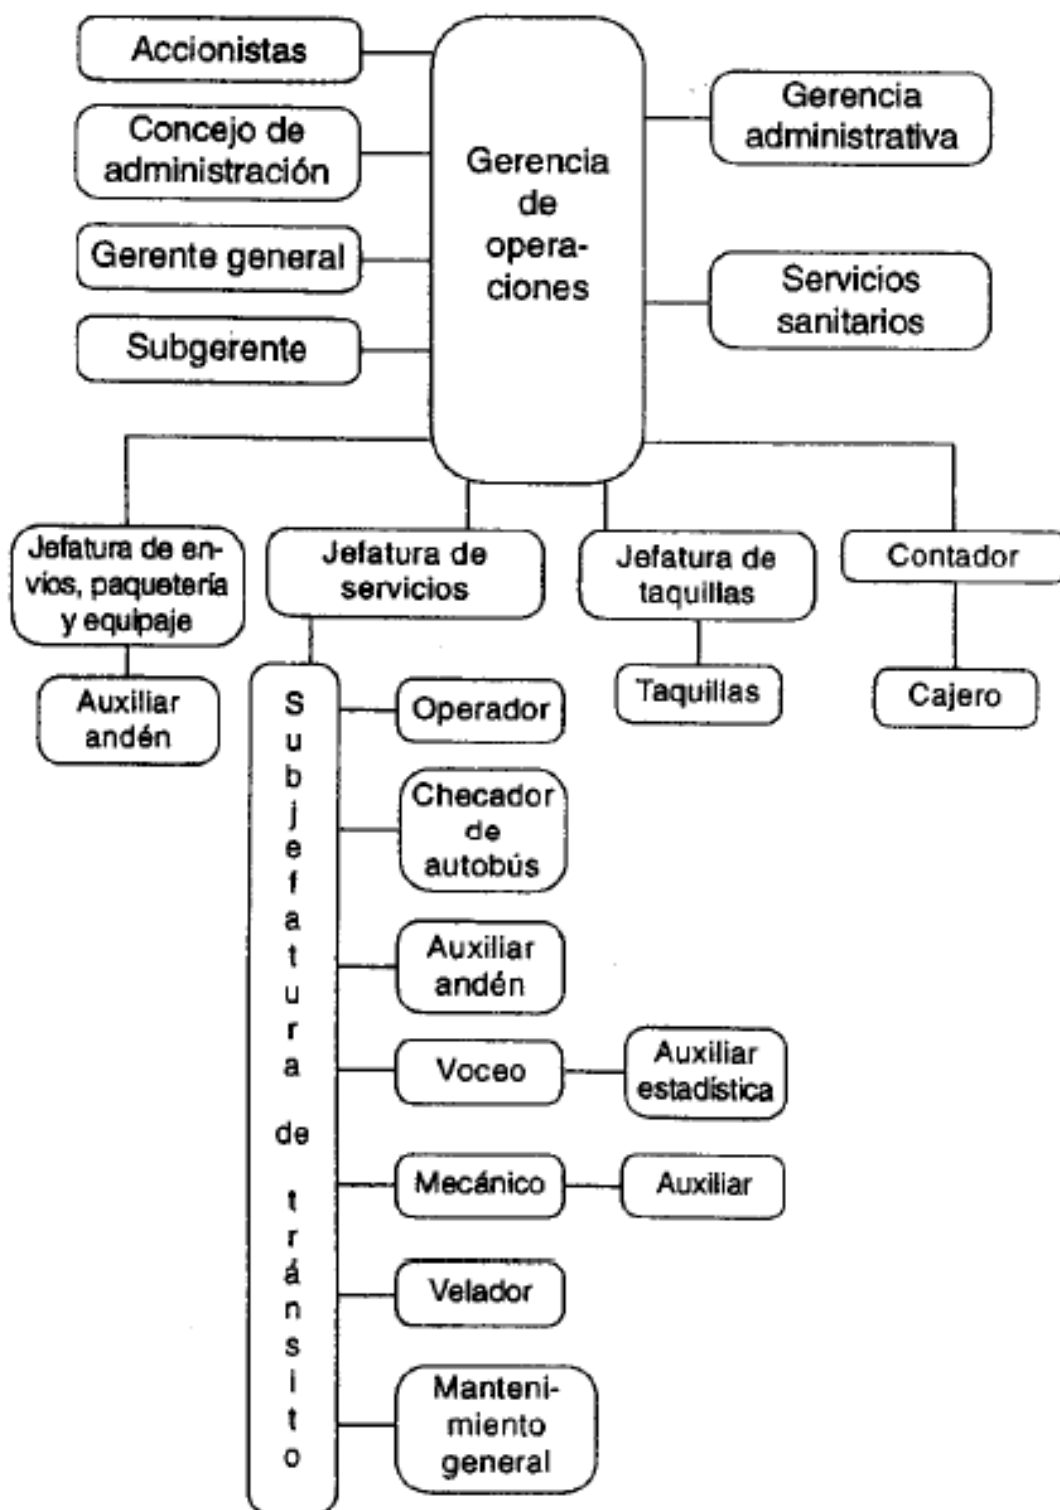 Accionistas
Concejo de
administración
Gerente general
Subgerente
Gerencia
de
opera-
ciones
Gerencia
administrativa
Servicios
sanitarios
Jefatura de en-
víos, paquetería
y equipaje
Auxiliar
andén
Jefatura de
servicios
Jefatura de
taquillas
Taquillas
Contador
Cajero
Subjefatura de tránsito
Operador
Checador
de
autobús
Auxiliar
andén
Voceo
Auxiliar
estadística
Mecánico
Auxiliar
Velador
Manteni-
miento
general